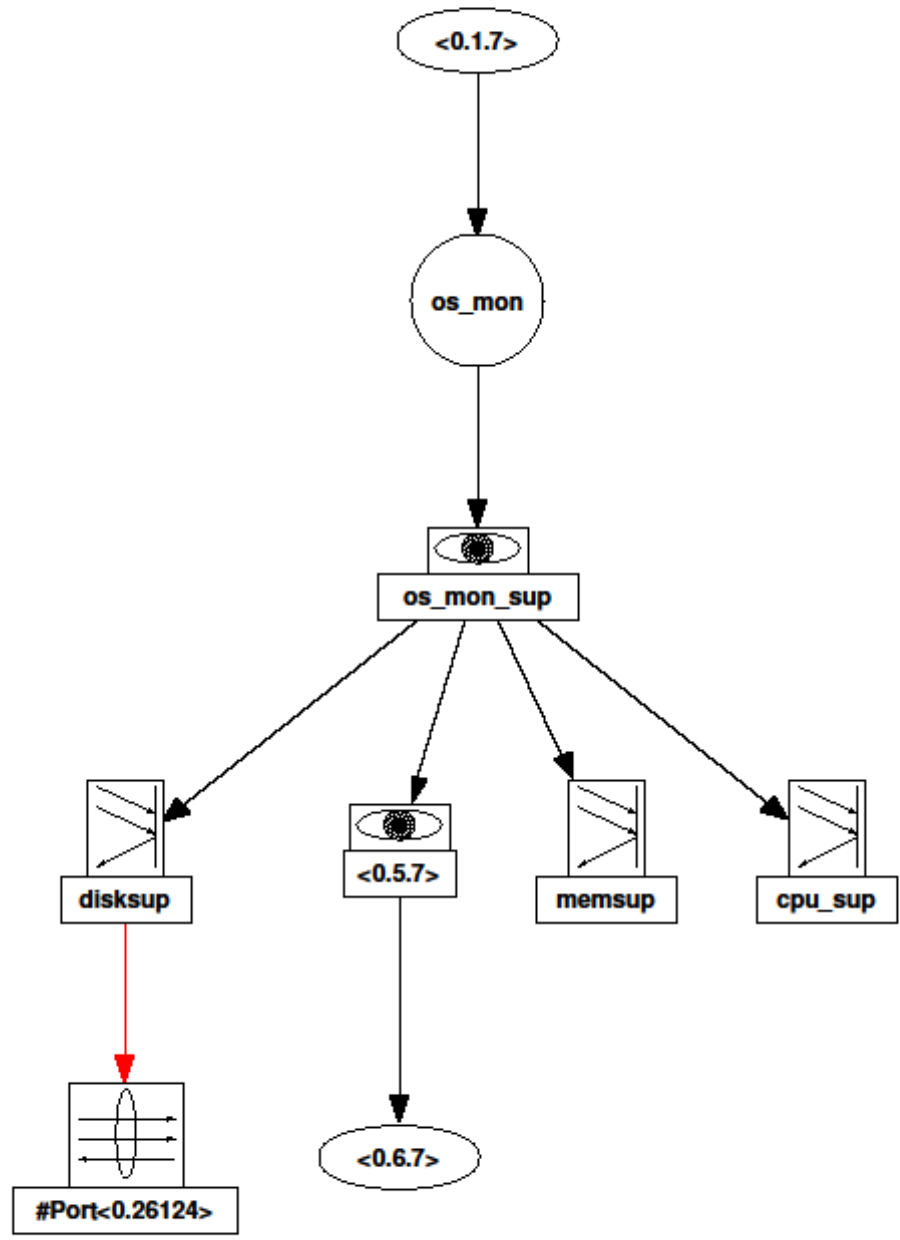 <0.1.7>
os_mon
os_mon_sup
<0.5.7>
disksup
memsup
cpu_sup
<0.6.7>
#Port<0.26124>